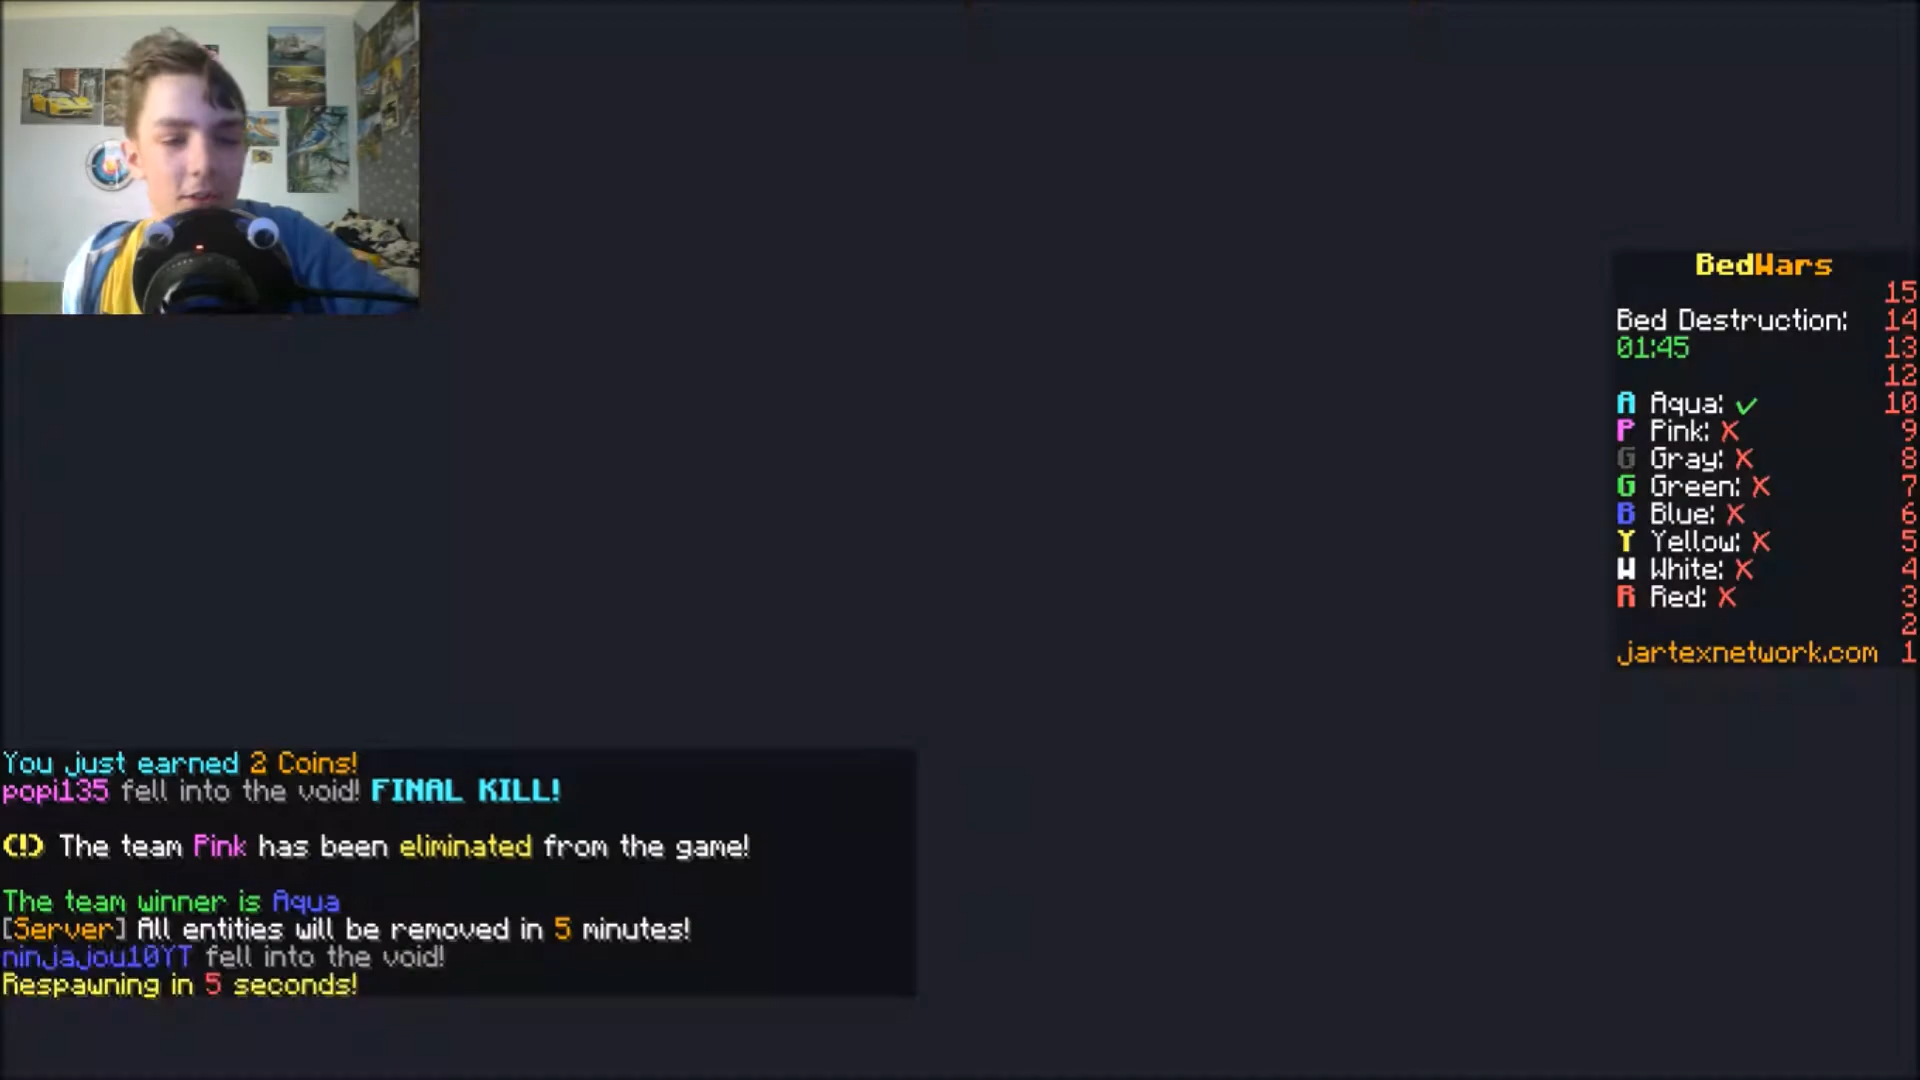 BedWars
15
Bed Destruction: 14
01:45 13
12
A Aqua: ✓ 10
P Pink: ✗ 9
G Gray: ✗ 8
G Green: ✗ 7
B Blue: ✗ 6
Y Yellow: ✗ 5
W White: ✗ 4
R Red: ✗ 3
2
jartexnetwork.com 1
You just earned 2 Coins!
popi135 fell into the void! FINAL KILL!
(!) The team Pink has been eliminated from the game!
The team winner is Aqua
[Server] All entities will be removed in 5 minutes!
ninjajou10YT fell into the void!
Respawning in 5 seconds!